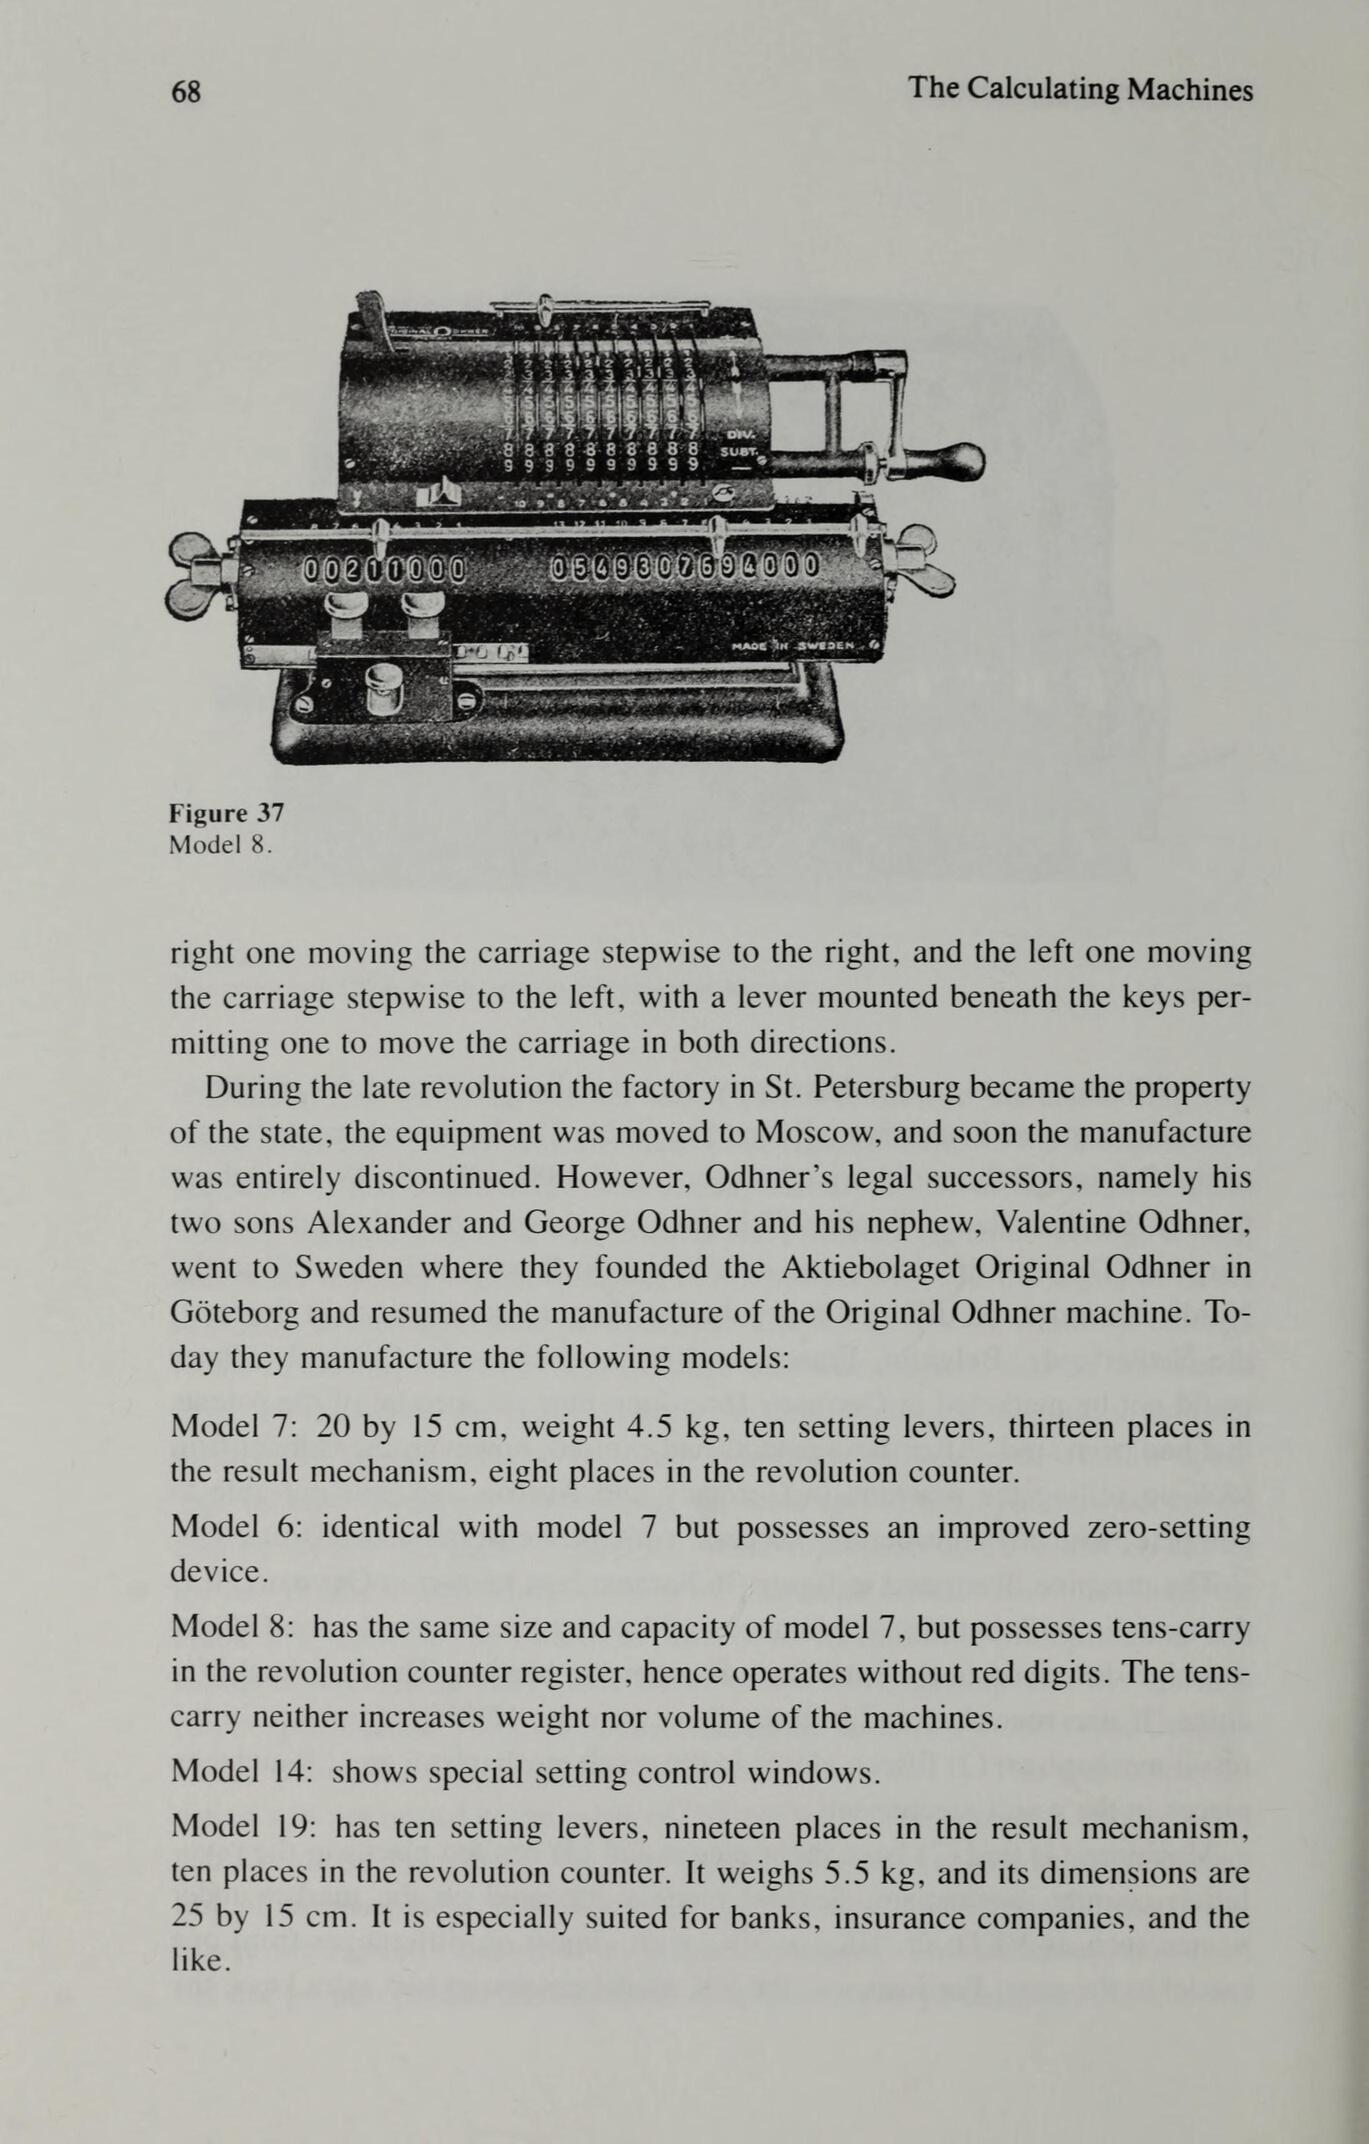 68
The Calculating Machines
ORIGINAL ODHNER
DIV.
SUBT.
00211000
MADE IN SWEDEN
Figure 37
Model 8.
right one moving the carriage stepwise to the right, and the left one moving
the carriage stepwise to the left, with a lever mounted beneath the keys per-
mitting one to move the carriage in both directions.
During the late revolution the factory in St. Petersburg became the property
of the state, the equipment was moved to Moscow, and soon the manufacture
was entirely discontinued. However, Odhner's legal successors, namely his
two sons Alexander and George Odhner and his nephew, Valentine Odhner,
went to Sweden where they founded the Aktiebolaget Original Odhner in
Göteborg and resumed the manufacture of the Original Odhner machine. To-
day they manufacture the following models:
Model 7: 20 by 15 cm, weight 4.5 kg, ten setting levers, thirteen places in
the result mechanism, eight places in the revolution counter.
Model 6: identical with model 7 but possesses an improved zero-setting
device.
Model 8: has the same size and capacity of model 7, but possesses tens-carry
in the revolution counter register, hence operates without red digits. The tens-
carry neither increases weight nor volume of the machines.
Model 14: shows special setting control windows.
Model 19: has ten setting levers, nineteen places in the result mechanism,
ten places in the revolution counter. It weighs 5.5 kg, and its dimensions are
25 by 15 cm. It is especially suited for banks, insurance companies, and the
like.